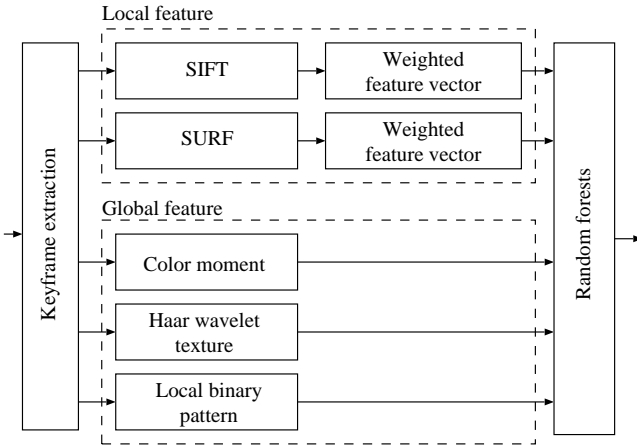 Keyframe extraction
Local feature
SIFT
Weighted
feature vector
SURF
Weighted
feature vector
Global feature
Color moment
Haar wavelet
texture
Local binary
pattern
Random forests